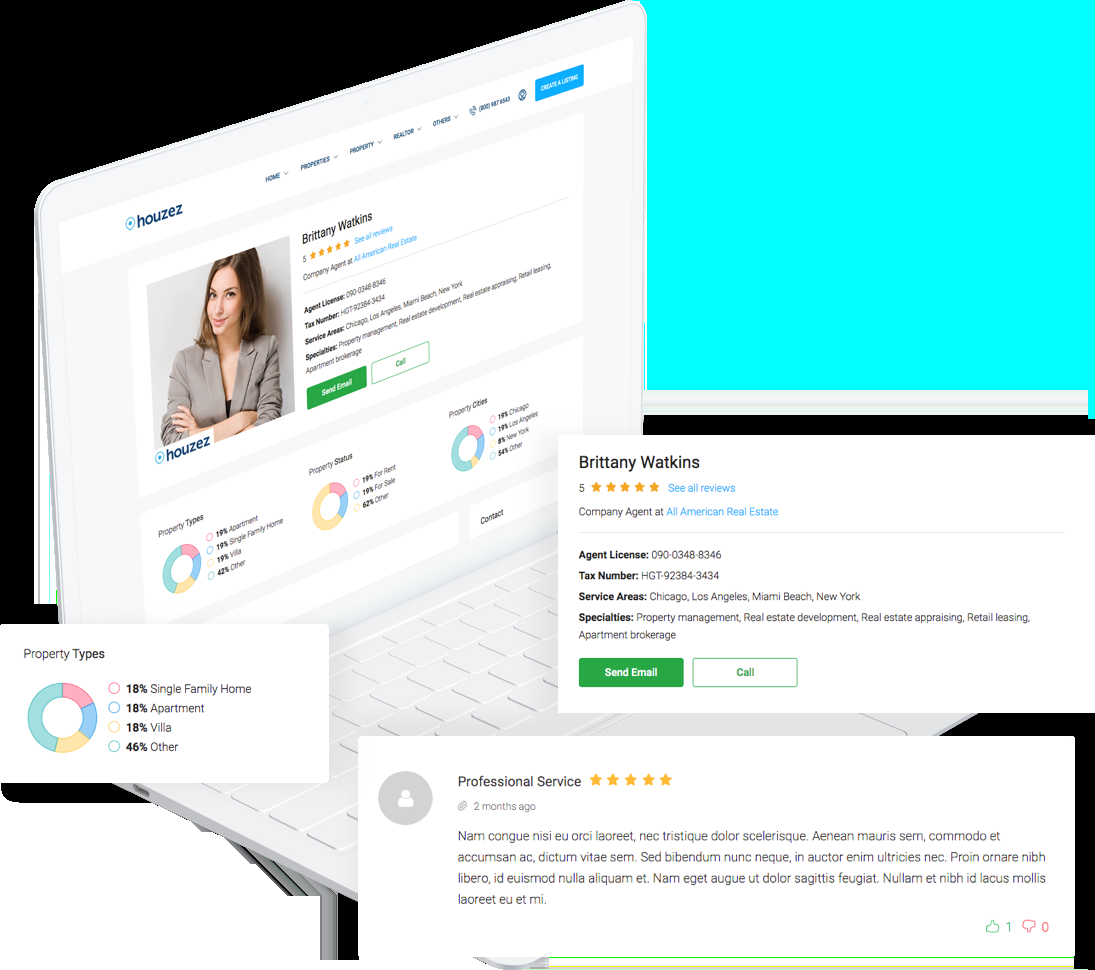 houzez
HOME
PROPERTIES
PROPERTY
REALTOR
OTHERS
(800) 987 6543
CREATE A LISTING
Brittany Watkins
5 See all reviews
Company Agent at All American Real Estate
Agent License: 090-0348-8346
Tax Number: HGT-92384-3434
Service Areas: Chicago, Los Angeles, Miami Beach, New York
Specialties: Property management, Real estate development, Real estate appraising, Retail leasing,
Apartment brokerage
Send Email
Call
houzez
Property Types
19% Apartment
19% Single Family Home
19% Villa
42% Other
Property Status
19% For Rent
19% For Sale
62% Other
Property Cities
19% Chicago
19% Los Angeles
8% New York
54% Other
Contact
Brittany Watkins
5 See all reviews
Company Agent at All American Real Estate
Agent License: 090-0348-8346
Tax Number: HGT-92384-3434
Service Areas: Chicago, Los Angeles, Miami Beach, New York
Specialties: Property management, Real estate development, Real estate appraising, Retail leasing,
Apartment brokerage
Send Email
Call
Property Types
18% Single Family Home
18% Apartment
18% Villa
46% Other
Professional Service
2 months ago
Nam congue nisi eu orci laoreet, nec tristique dolor scelerisque. Aenean mauris sem, commodo et
accumsan ac, dictum vitae sem. Sed bibendum nunc neque, in auctor enim ultricies nec. Proin ornare nibh
libero, id euismod nulla aliquam et. Nam eget augue ut dolor sagittis feugiat. Nullam et nibh id lacus mollis
laoreet eu et mi.
1 0